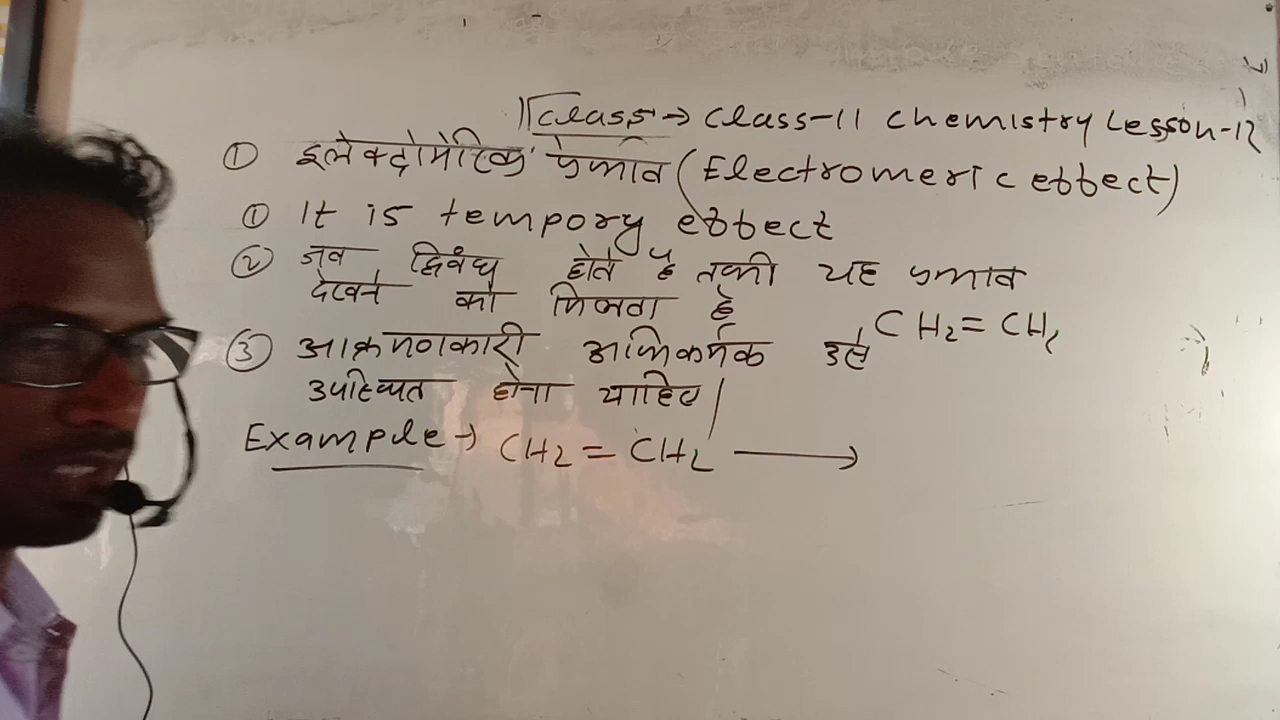 Class → Class-11 Chemistry Lesson-12
① इलेक्ट्रोमेरिक प्रभाव (Electromeric effect)
① It is tempory effect
② जब द्विबंध होते है तभी यह प्रभाव
देखने को मिलता है
CH₂ = CH₂
③ आक्रमणकारी अभिकर्मक
उपस्थित होना चाहिए
Example → CH₂ = CH₂ ⟶